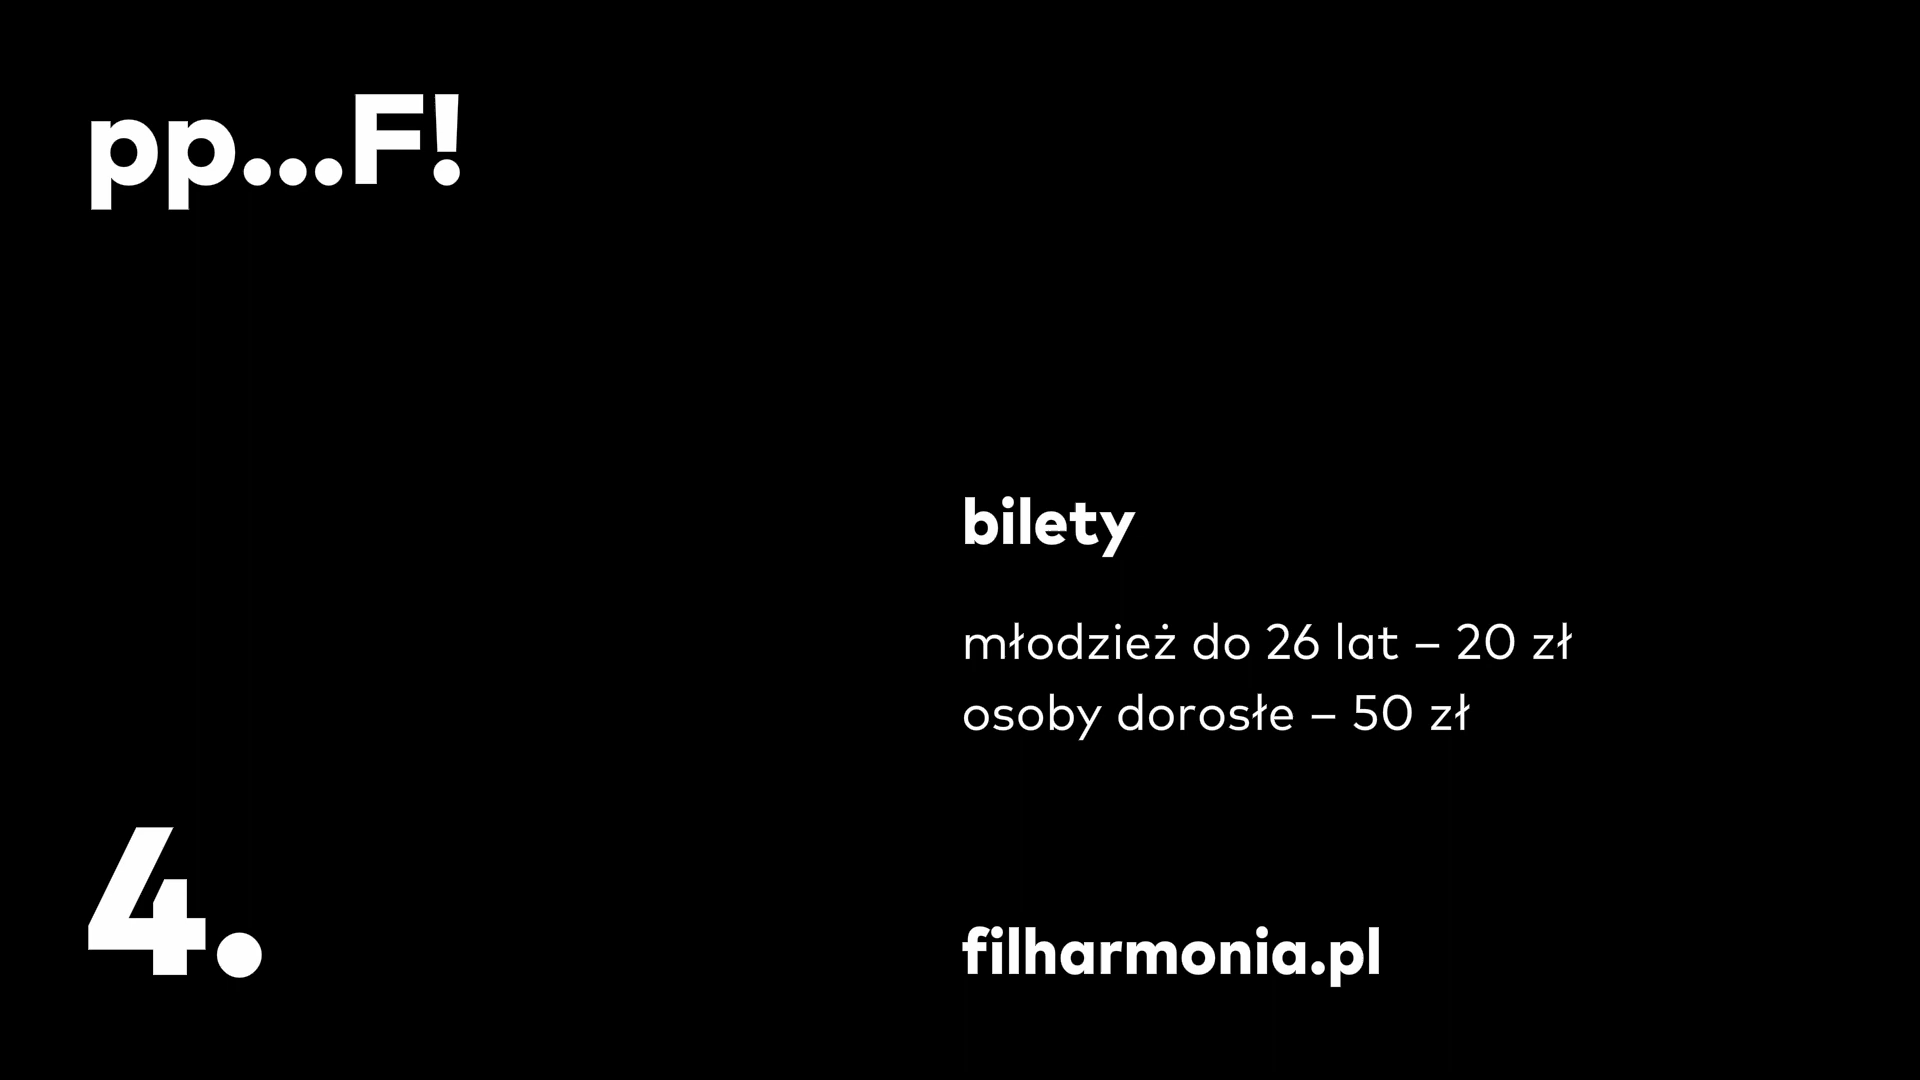 pp...F!
bilety
młodzież do 26 lat – 20 zł
osoby dorosłe – 50 zł
4.
filharmonia.pl